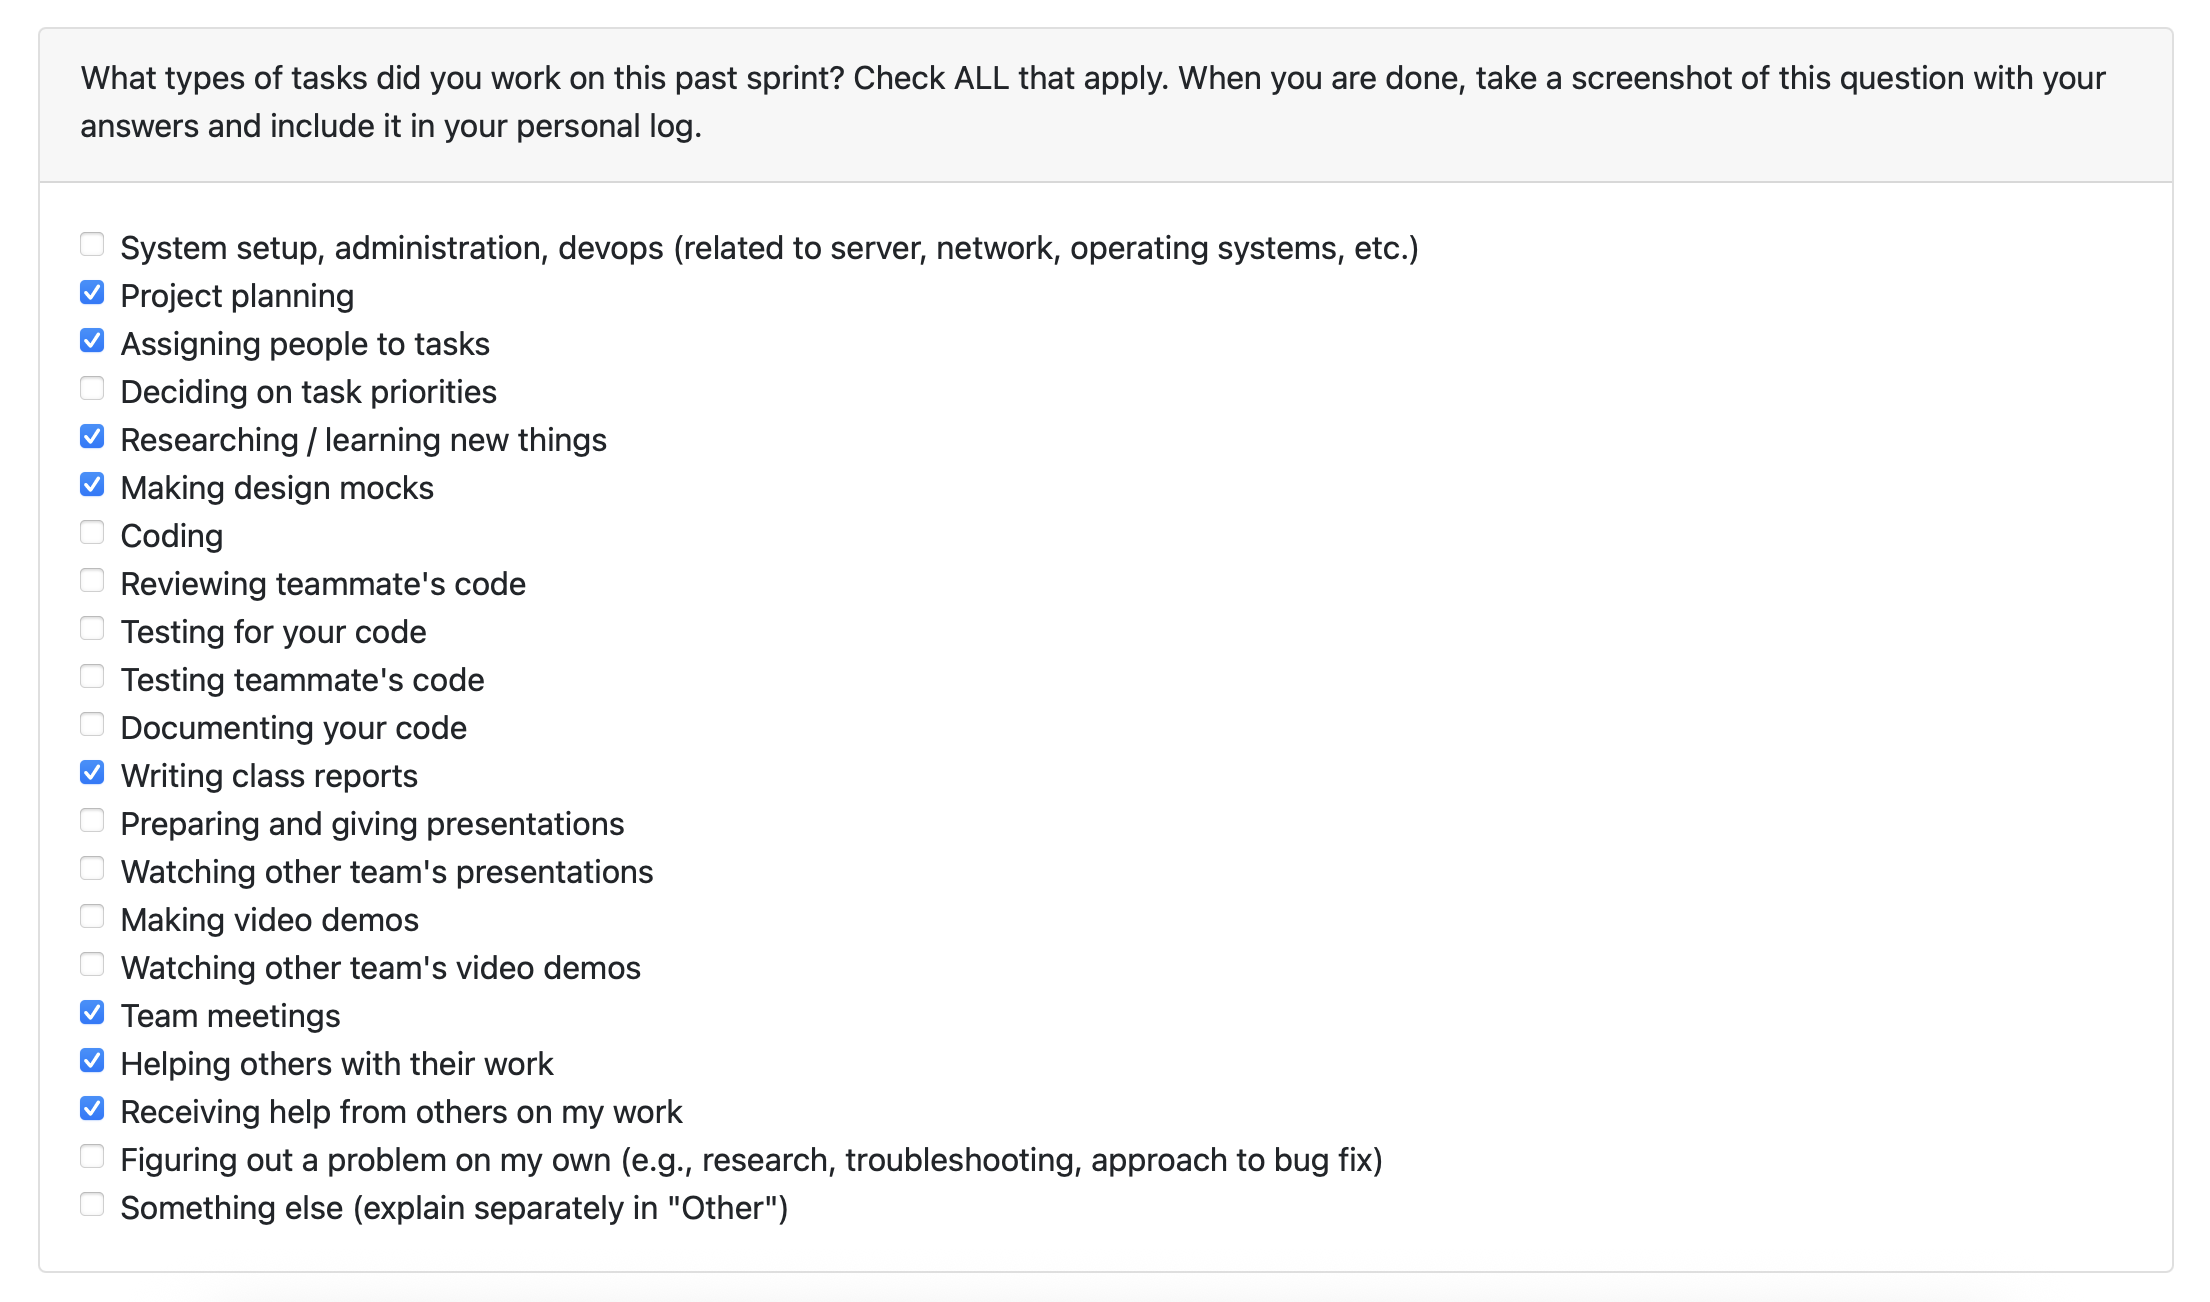 What types of tasks did you work on this past sprint? Check ALL that apply. When you are done, take a screenshot of this question with your
answers and include it in your personal log.
System setup, administration, devops (related to server, network, operating systems, etc.)
Project planning
Assigning people to tasks
Deciding on task priorities
Researching / learning new things
Making design mocks
Coding
Reviewing teammate's code
Testing for your code
Testing teammate's code
Documenting your code
Writing class reports
Preparing and giving presentations
Watching other team's presentations
Making video demos
Watching other team's video demos
Team meetings
Helping others with their work
Receiving help from others on my work
Figuring out a problem on my own (e.g., research, troubleshooting, approach to bug fix)
Something else (explain separately in "Other")